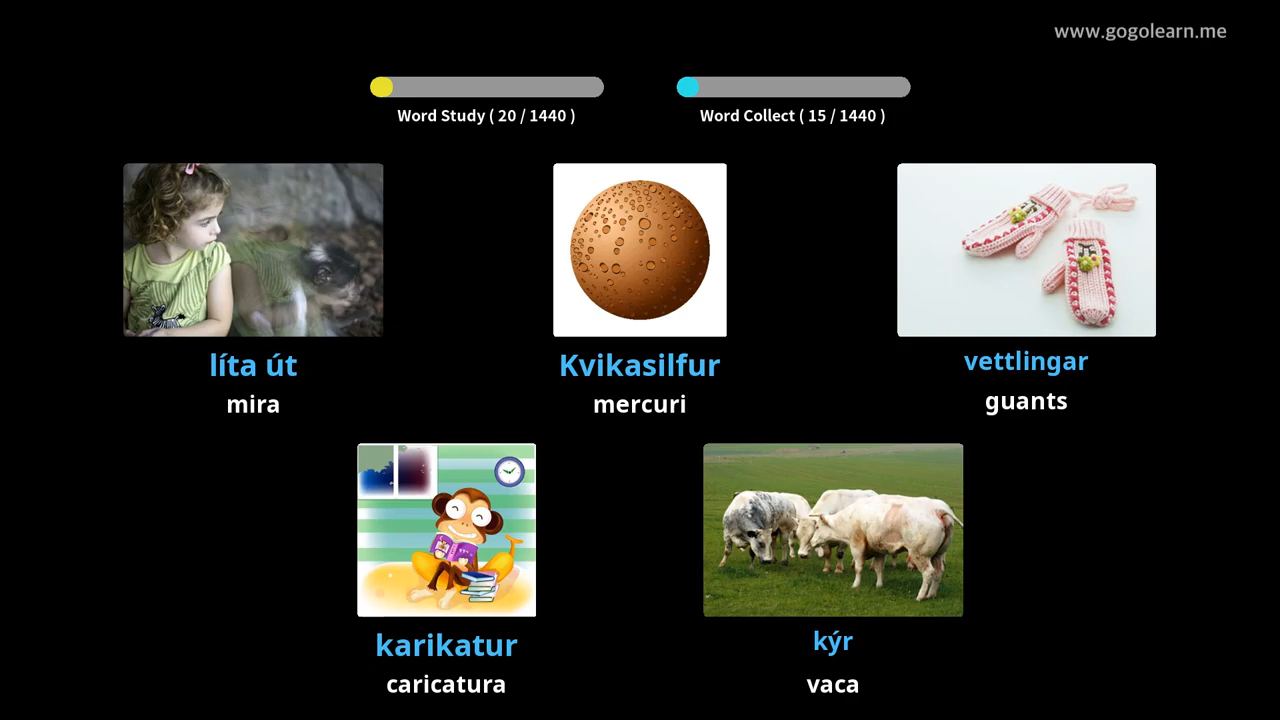 www.gogolearn.me
Word Study ( 20 / 1440 )
Word Collect ( 15 / 1440 )
líta út
mira
Kvikasilfur
mercuri
vettlingar
guants
karikatur
caricatura
kýr
vaca